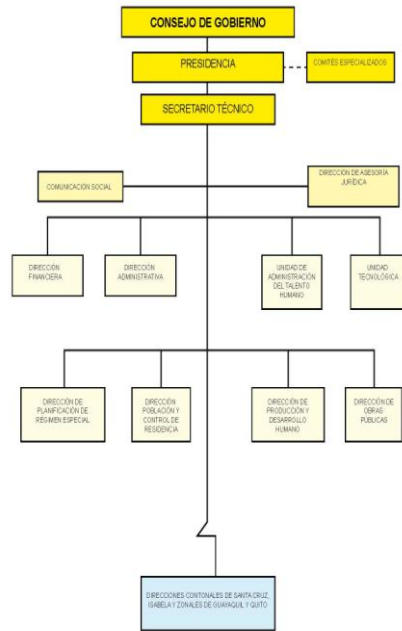 CONSEJO DE GOBIERNO
PRESIDENCIA
COMITÉS ESPECIALIZADOS
SECRETARIO TÉCNICO
COMUNICACIÓN SOCIAL
DIRECCIÓN DE ASESORÍA
JURÍDICA
DIRECCIÓN
FINANCIERA
DIRECCIÓN
ADMINISTRATIVA
UNIDAD DE
ADMINISTRACIÓN
DEL TALENTO
HUMANO
UNIDAD
TECNOLÓGICA
DIRECCIÓN DE
PLANIFICACIÓN DE
RÉGIMEN ESPECIAL
DIRECCIÓN
POBLACIÓN Y
CONTROL DE
RESIDENCIA
DIRECCIÓN DE
PRODUCCIÓN Y
DESARROLLO
HUMANO
DIRECCIÓN DE
OBRAS
PÚBLICAS
DIRECCIONES CONTONALES DE SANTA CRUZ,
ISABELA Y ZONALES DE GUAYAQUIL Y QUITO